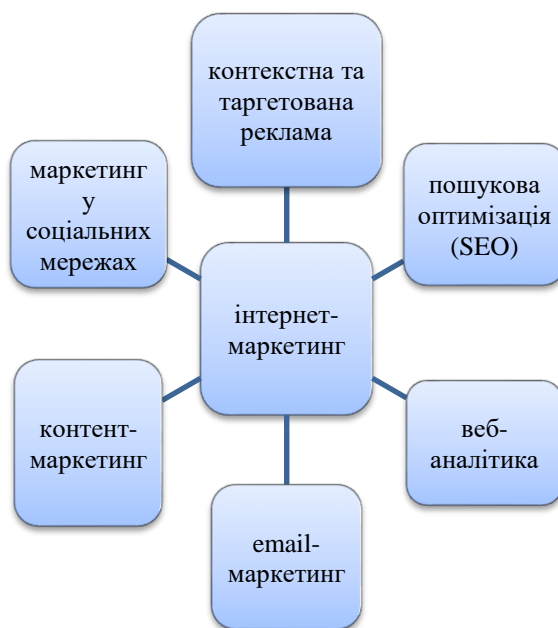 контекстна та
таргетована
реклама
маркетинг
у
соціальних
мережах
пошукова
оптимізація
(SEO)
інтернет-
маркетинг
контент-
маркетинг
веб-
аналітика
email-
маркетинг